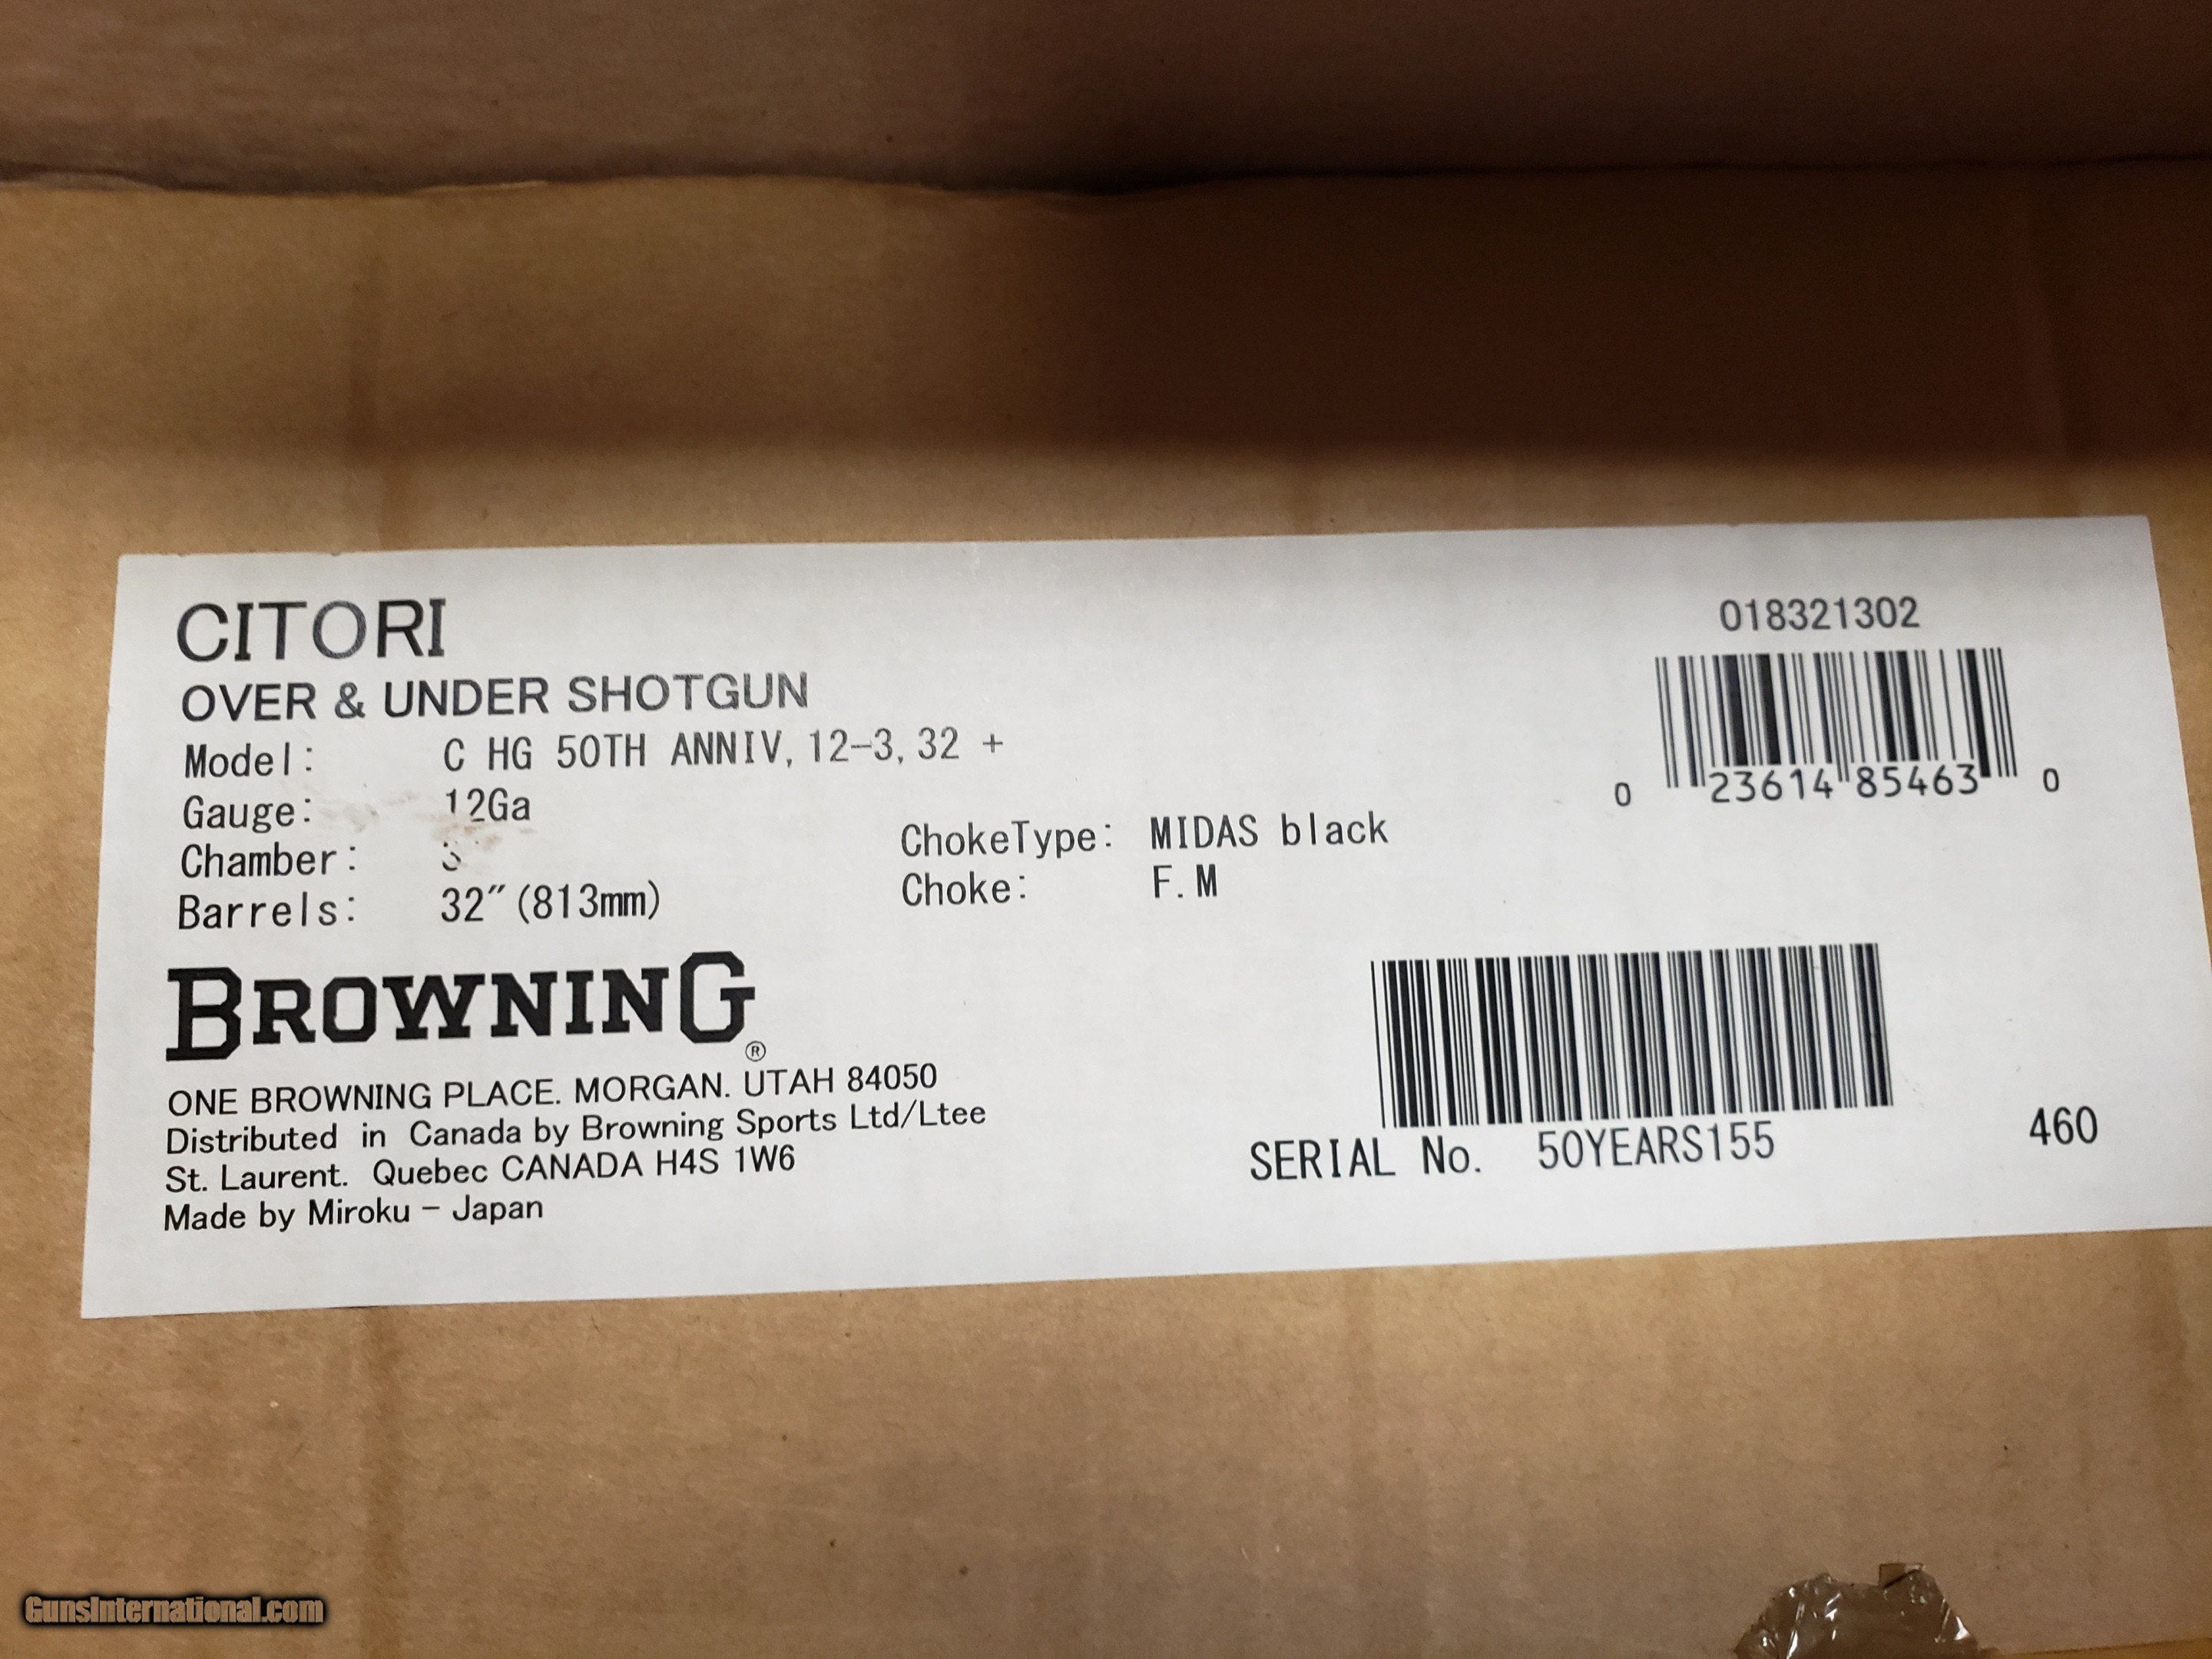 CITORI
OVER & UNDER SHOTGUN
Model: C HG 50TH ANNIV, 12-3, 32 +
Gauge: 12Ga
Chamber: 3
Barrels: 32″(813mm)
ChokeType: MIDAS black
Choke: F.M
018321302
0 23614 85463 0
BROWNING®
ONE BROWNING PLACE. MORGAN. UTAH 84050
Distributed in Canada by Browning Sports Ltd/Ltee
St. Laurent. Quebec CANADA H4S 1W6
Made by Miroku - Japan
SERIAL No. 50YEARS155
460
GunsInternational.com